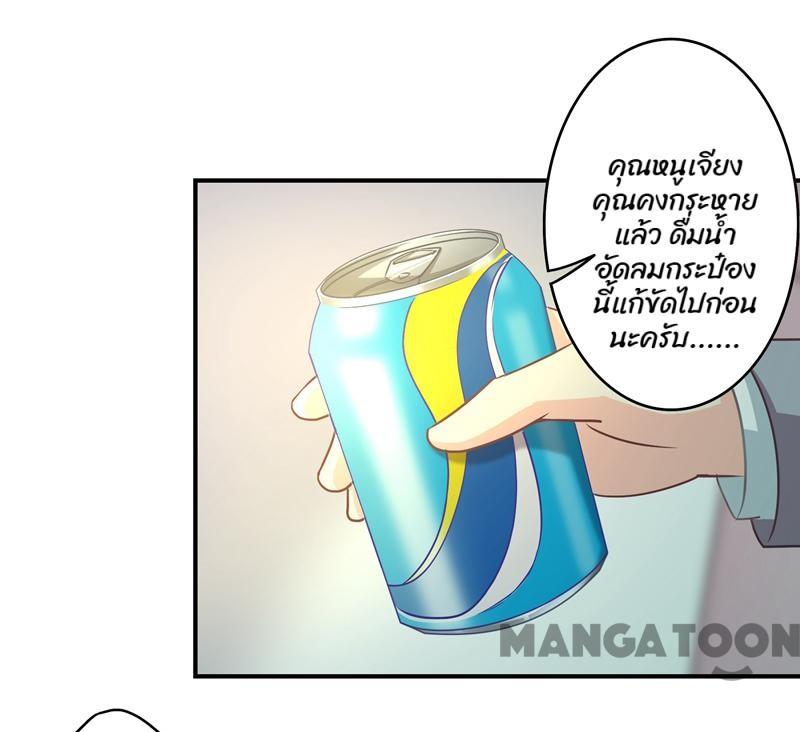 คุณหนูเจียง
คุณคงกระหาย
แล้ว ดื่มน้ำ
อัดลมกระป๋อง
นี้แก้ขัดไปก่อน
นะครับ......
MANGATOON